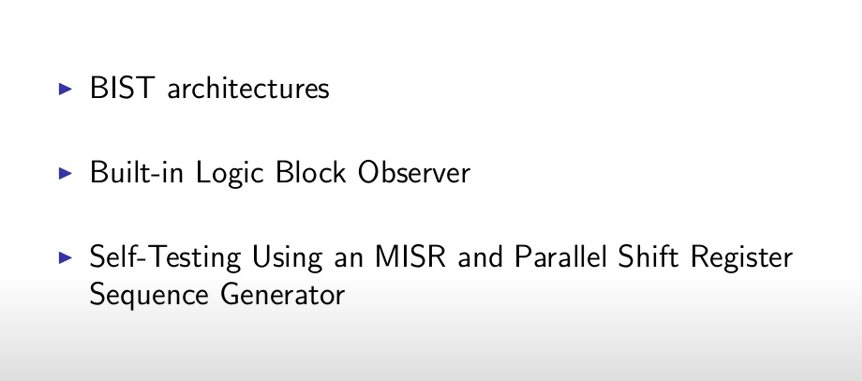 BIST architectures
Built-in Logic Block Observer
Self-Testing Using an MISR and Parallel Shift Register
Sequence Generator